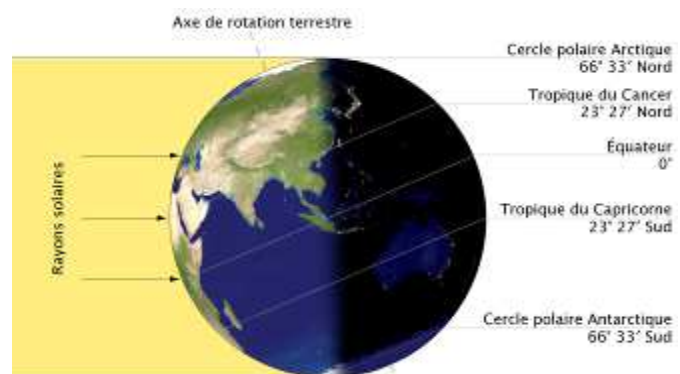 Axe de rotation terrestre
Cercle polaire Arctique
66° 33′ Nord
Tropique du Cancer
23° 27′ Nord
Équateur
0°
Rayons solaires
Tropique du Capricorne
23° 27′ Sud
Cercle polaire Antarctique
66° 33′ Sud